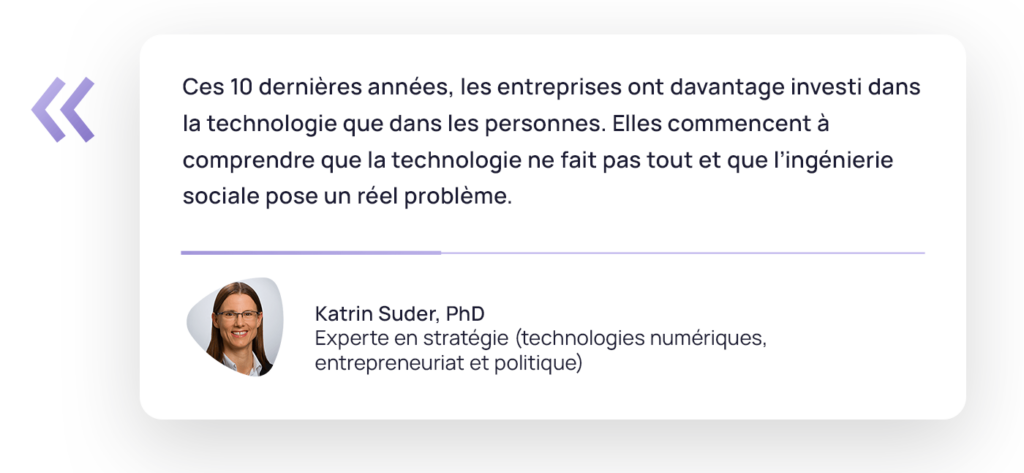 Ces 10 dernières années, les entreprises ont davantage investi dans
la technologie que dans les personnes. Elles commencent à
comprendre que la technologie ne fait pas tout et que l’ingénierie
sociale pose un réel problème.
Katrin Suder, PhD
Experte en stratégie (technologies numériques,
entrepreneuriat et politique)